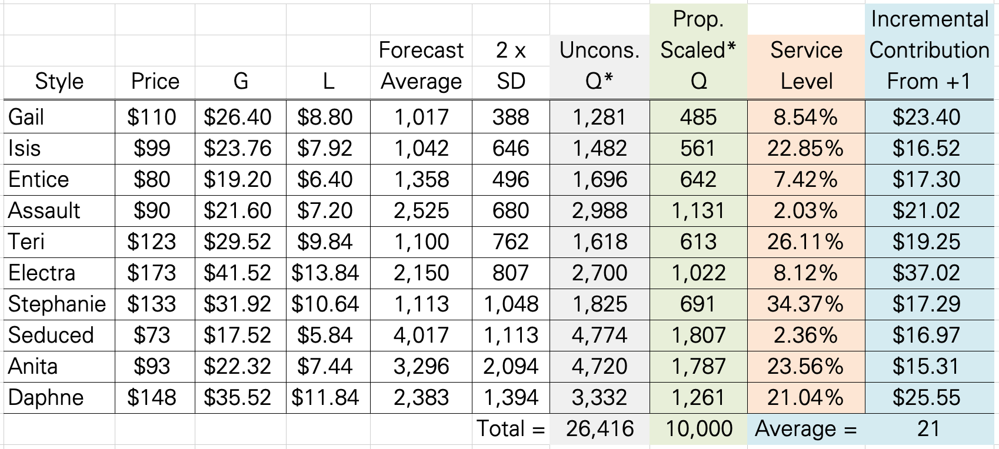 Prop. Incremental
Forecast 2 x Uncons. Scaled* Service Contribution
Style Price G L Average SD Q* Q Level From +1
Gail $110 $26.40 $8.80 1,017 388 1,281 485 8.54% $23.40
Isis $99 $23.76 $7.92 1,042 646 1,482 561 22.85% $16.52
Entice $80 $19.20 $6.40 1,358 496 1,696 642 7.42% $17.30
Assault $90 $21.60 $7.20 2,525 680 2,988 1,131 2.03% $21.02
Teri $123 $29.52 $9.84 1,100 762 1,618 613 26.11% $19.25
Electra $173 $41.52 $13.84 2,150 807 2,700 1,022 8.12% $37.02
Stephanie $133 $31.92 $10.64 1,113 1,048 1,825 691 34.37% $17.29
Seduced $73 $17.52 $5.84 4,017 1,113 4,774 1,807 2.36% $16.97
Anita $93 $22.32 $7.44 3,296 2,094 4,720 1,787 23.56% $15.31
Daphne $148 $35.52 $11.84 2,383 1,394 3,332 1,261 21.04% $25.55
Total = 26,416 10,000 Average = 21